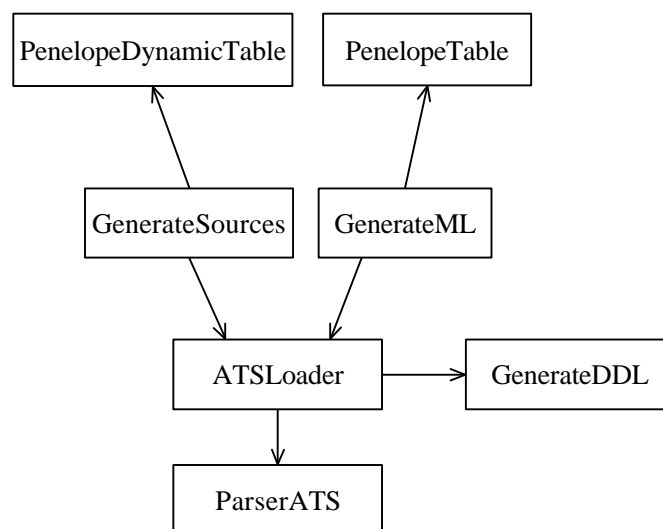 PenelopeDynamicTable
PenelopeTable
GenerateSources
GenerateML
ATSLoader
GenerateDDL
ParserATS